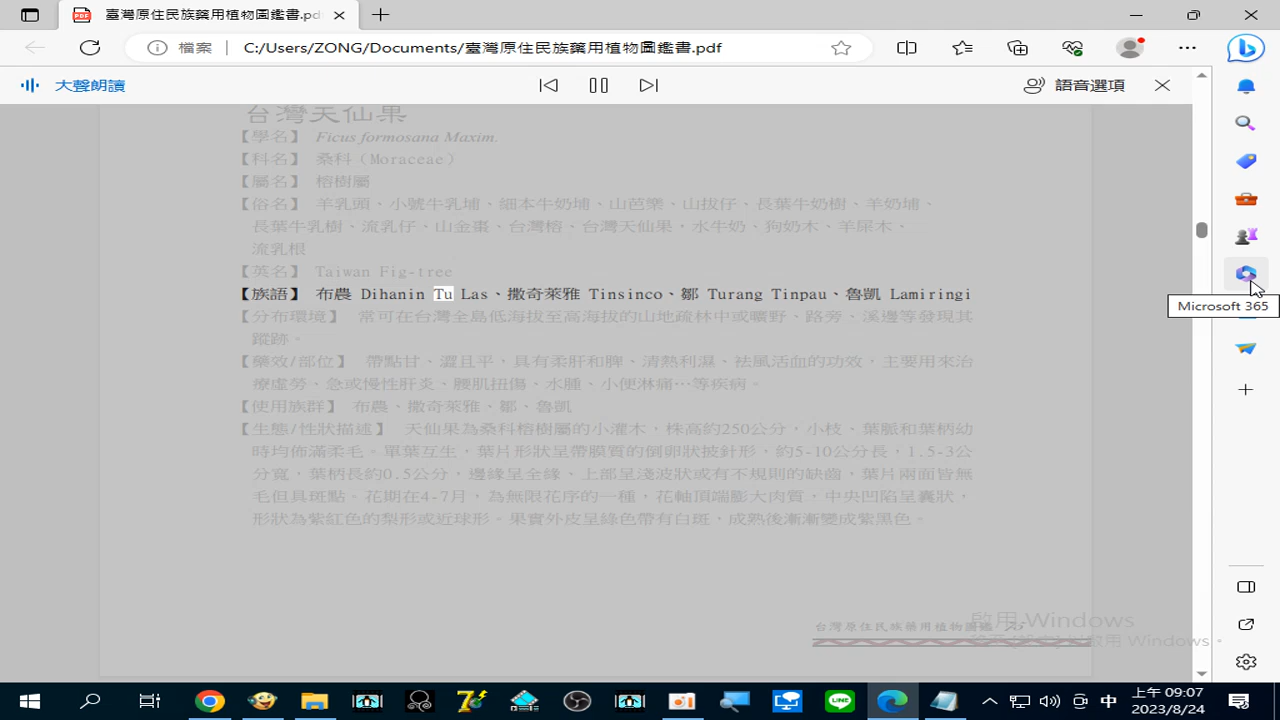 臺灣原住民族藥用植物圖鑑書.pdf
檔案
C:/Users/ZONG/Documents/臺灣原住民族藥用植物圖鑑書.pdf
大聲朗讀
語音選項
台灣天仙果
【學名】 Ficus formosana Maxim.
【科名】 桑科（Moraceae）
【屬名】 榕樹屬
【俗名】 羊乳頭、小號牛乳埔、細本牛奶埔、山芭樂、山拔仔、長葉牛奶樹、羊奶埔、
長葉牛乳樹、流乳仔、山金棗、台灣榕、台灣天仙果，水牛奶、狗奶木、羊屎木、
流乳根
【英名】 Taiwan Fig-tree
【族語】 布農 Dihanin Tu Las、撒奇萊雅 Tinsinco、鄒 Turang Tinpau、魯凱 Lamiringi
【分布環境】 常可在台灣全島低海拔至高海拔的山地疏林中或曠野、路旁、溪邊等發現其
蹤跡。
【藥效/部位】 帶點甘、澀且平，具有柔肝和脾、清熱利濕、袪風活血的功效，主要用來治
療虛勞、急或慢性肝炎、腰肌扭傷、水腫、小便淋痛…等疾病。
【使用族群】 布農、撒奇萊雅、鄒、魯凱
【生態/性狀描述】 天仙果為桑科榕樹屬的小灌木，株高約250公分，小枝、葉脈和葉柄幼
時均佈滿柔毛。單葉互生，葉片形狀呈帶膜質的倒卵狀披針形，約5-10公分長，1.5-3公
分寬，葉柄長約0.5公分，邊緣呈全緣、上部呈淺波狀或有不規則的缺齒，葉片兩面皆無
毛但具斑點。花期在4-7月，為無限花序的一種，花軸頂端膨大肉質，中央凹陷呈囊狀，
形狀為紫紅色的梨形或近球形。果實外皮呈綠色帶有白斑，成熟後漸漸變成紫黑色。
台灣原住民族藥用植物圖鑑
啟用 Windows
Microsoft 365
中
上午 09:07
2023/8/24